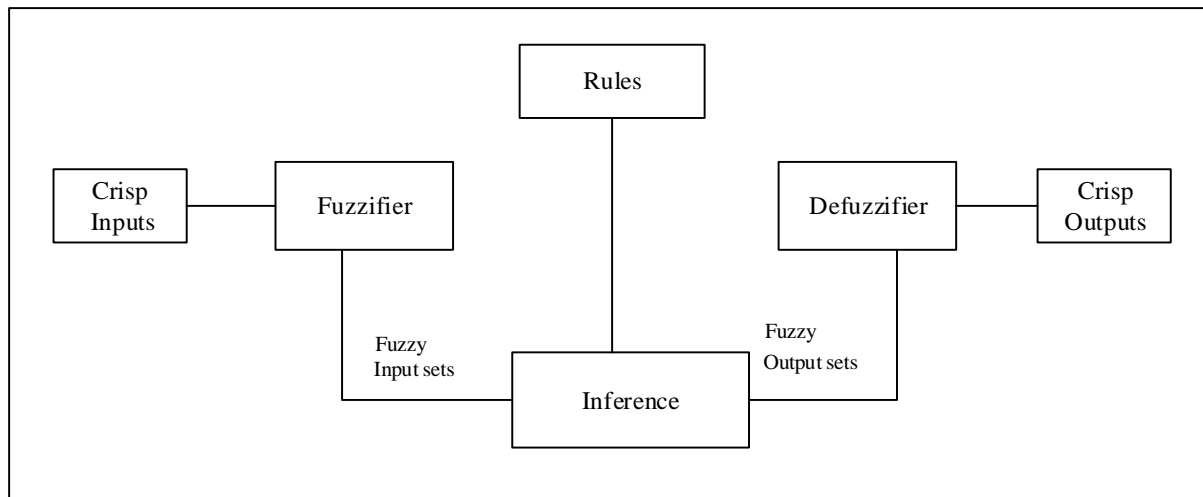 Rules
Crisp
Inputs
Fuzzifier
Defuzzifier
Crisp
Outputs
Fuzzy
Input sets
Inference
Fuzzy
Output sets